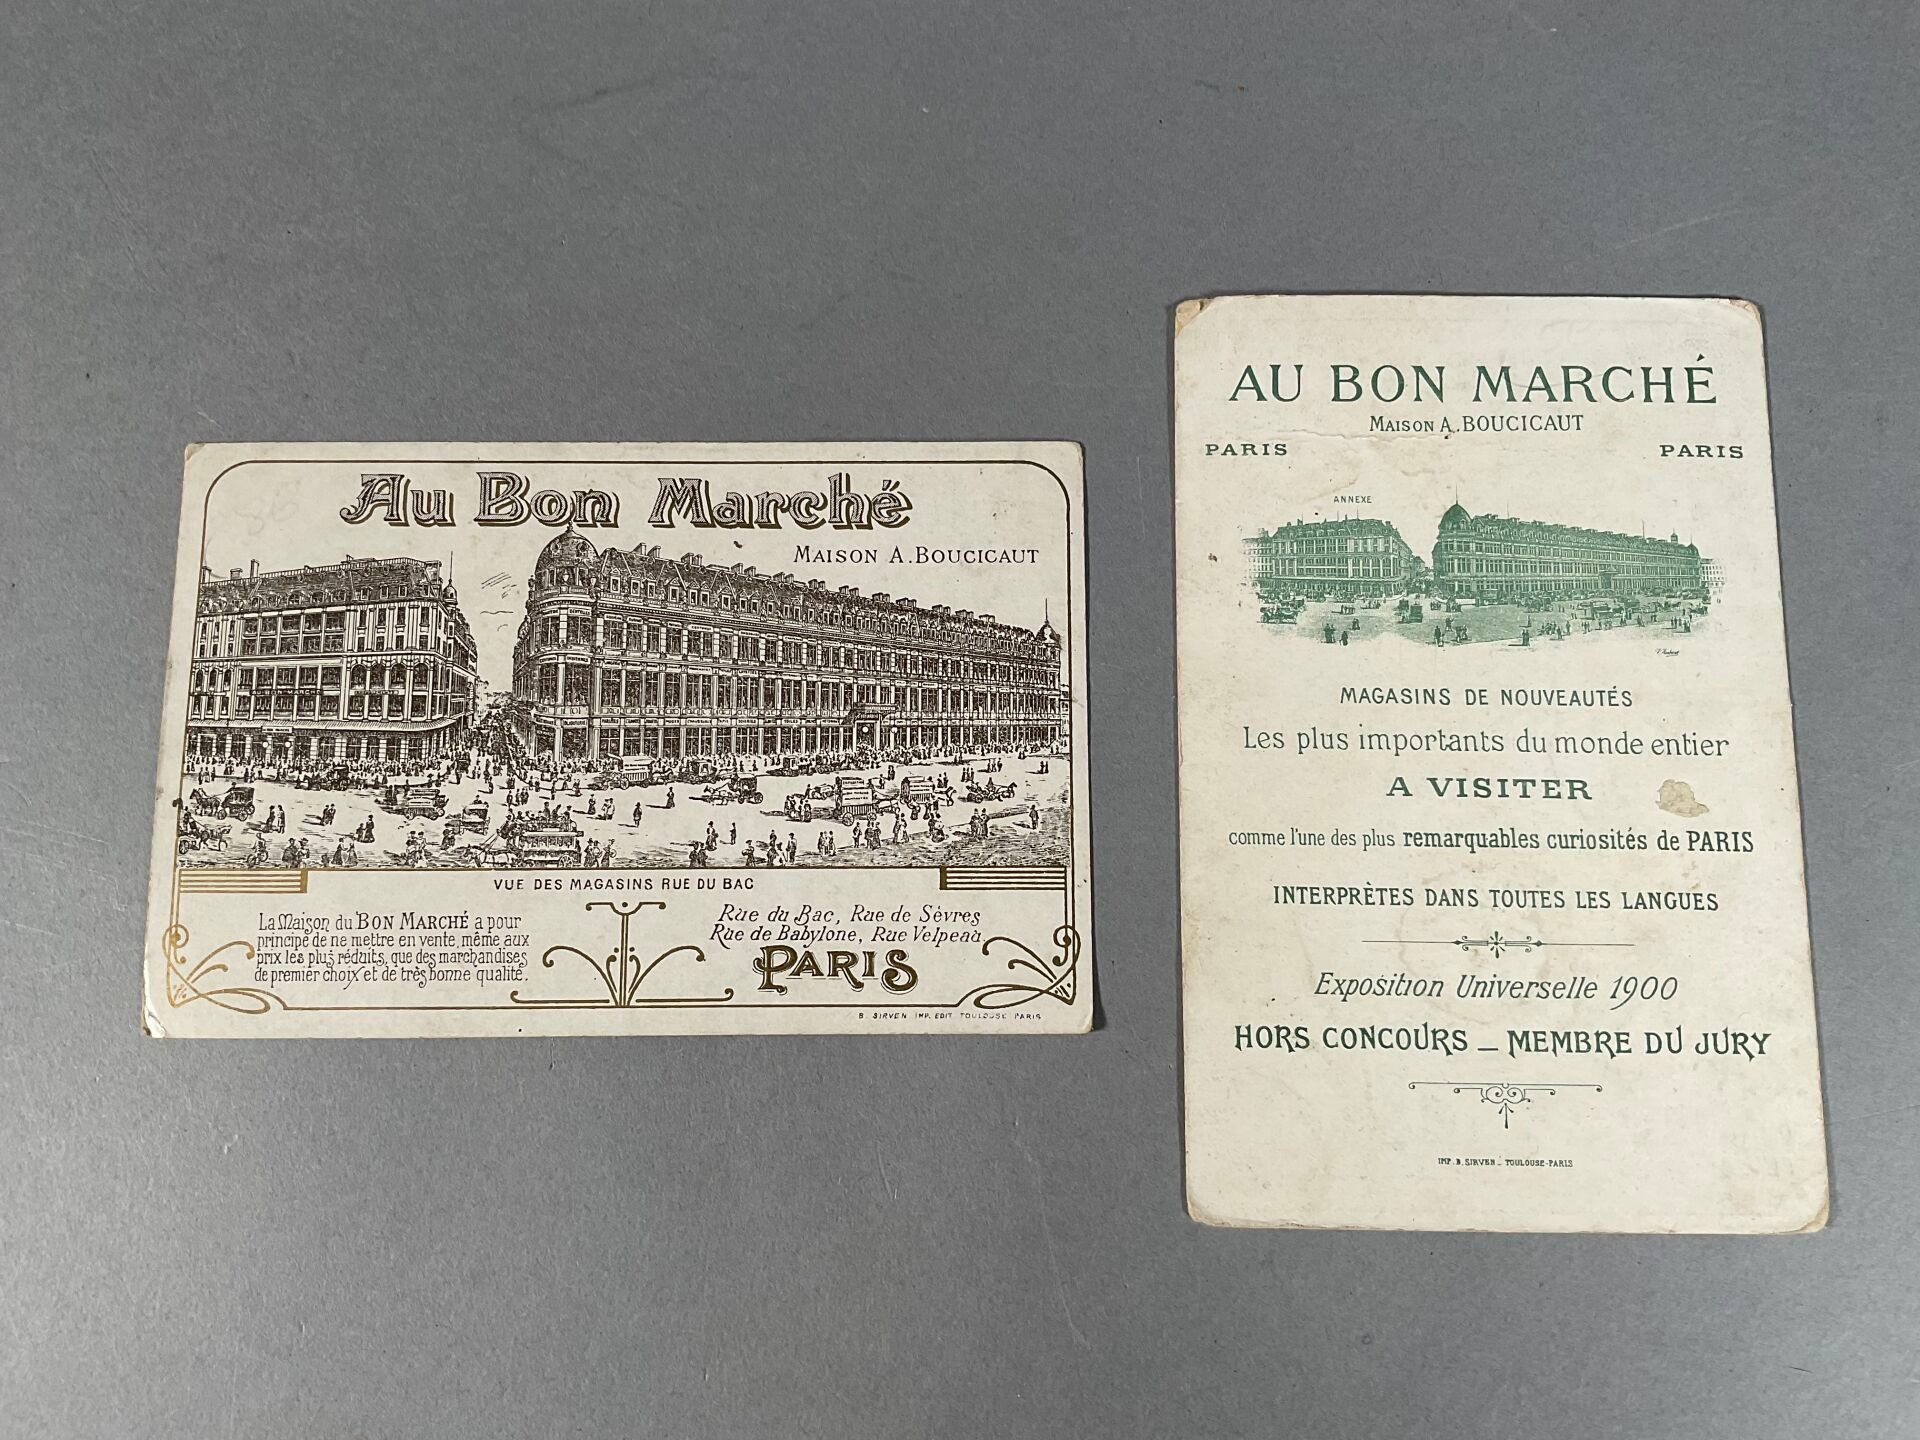 Au Bon Marché
MAISON A. BOUCICAUT
AU BON MARCHÉ
VUE DES MAGASINS RUE DU BAC
La Maison du BON MARCHÉ a pour
principe de ne mettre en vente, même aux
prix les plus réduits, que des marchandises
de premier choix et de très bonne qualité.
Rue du Bac, Rue de Sèvres
Rue de Babylone, Rue Velpeau
PARIS
B. SIRVEN IMP. EDIT TOULOUSE PARIS
AU BON MARCHÉ
MAISON A. BOUCICAUT
PARIS PARIS
ANNEXE
MAGASINS DE NOUVEAUTÉS
Les plus importants du monde entier
A VISITER
comme l'une des plus remarquables curiosités de PARIS
INTERPRÈTES DANS TOUTES LES LANGUES
Exposition Universelle 1900
HORS CONCOURS _ MEMBRE DU JURY
IMP. B. SIRVEN _ TOULOUSE-PARIS